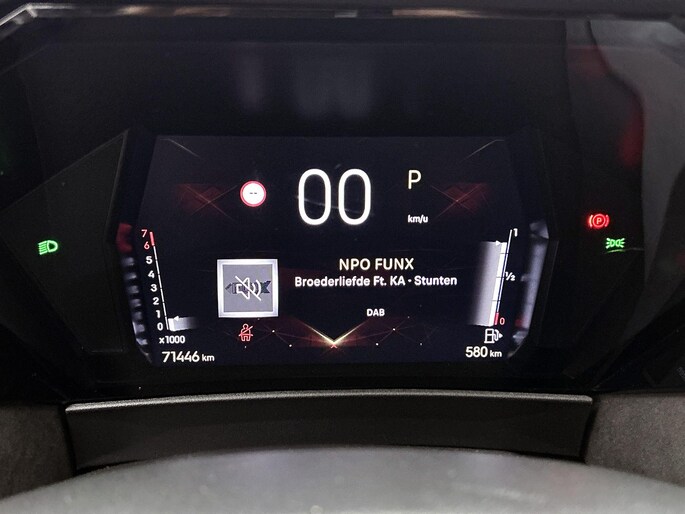 00
P
km/u
--
7
6
5
4
3
2
1
0
x1000
NPO FUNX
Broederliefde Ft. KA - Stunten
DAB
1
1/2
0
71446 km
580 km
(P)